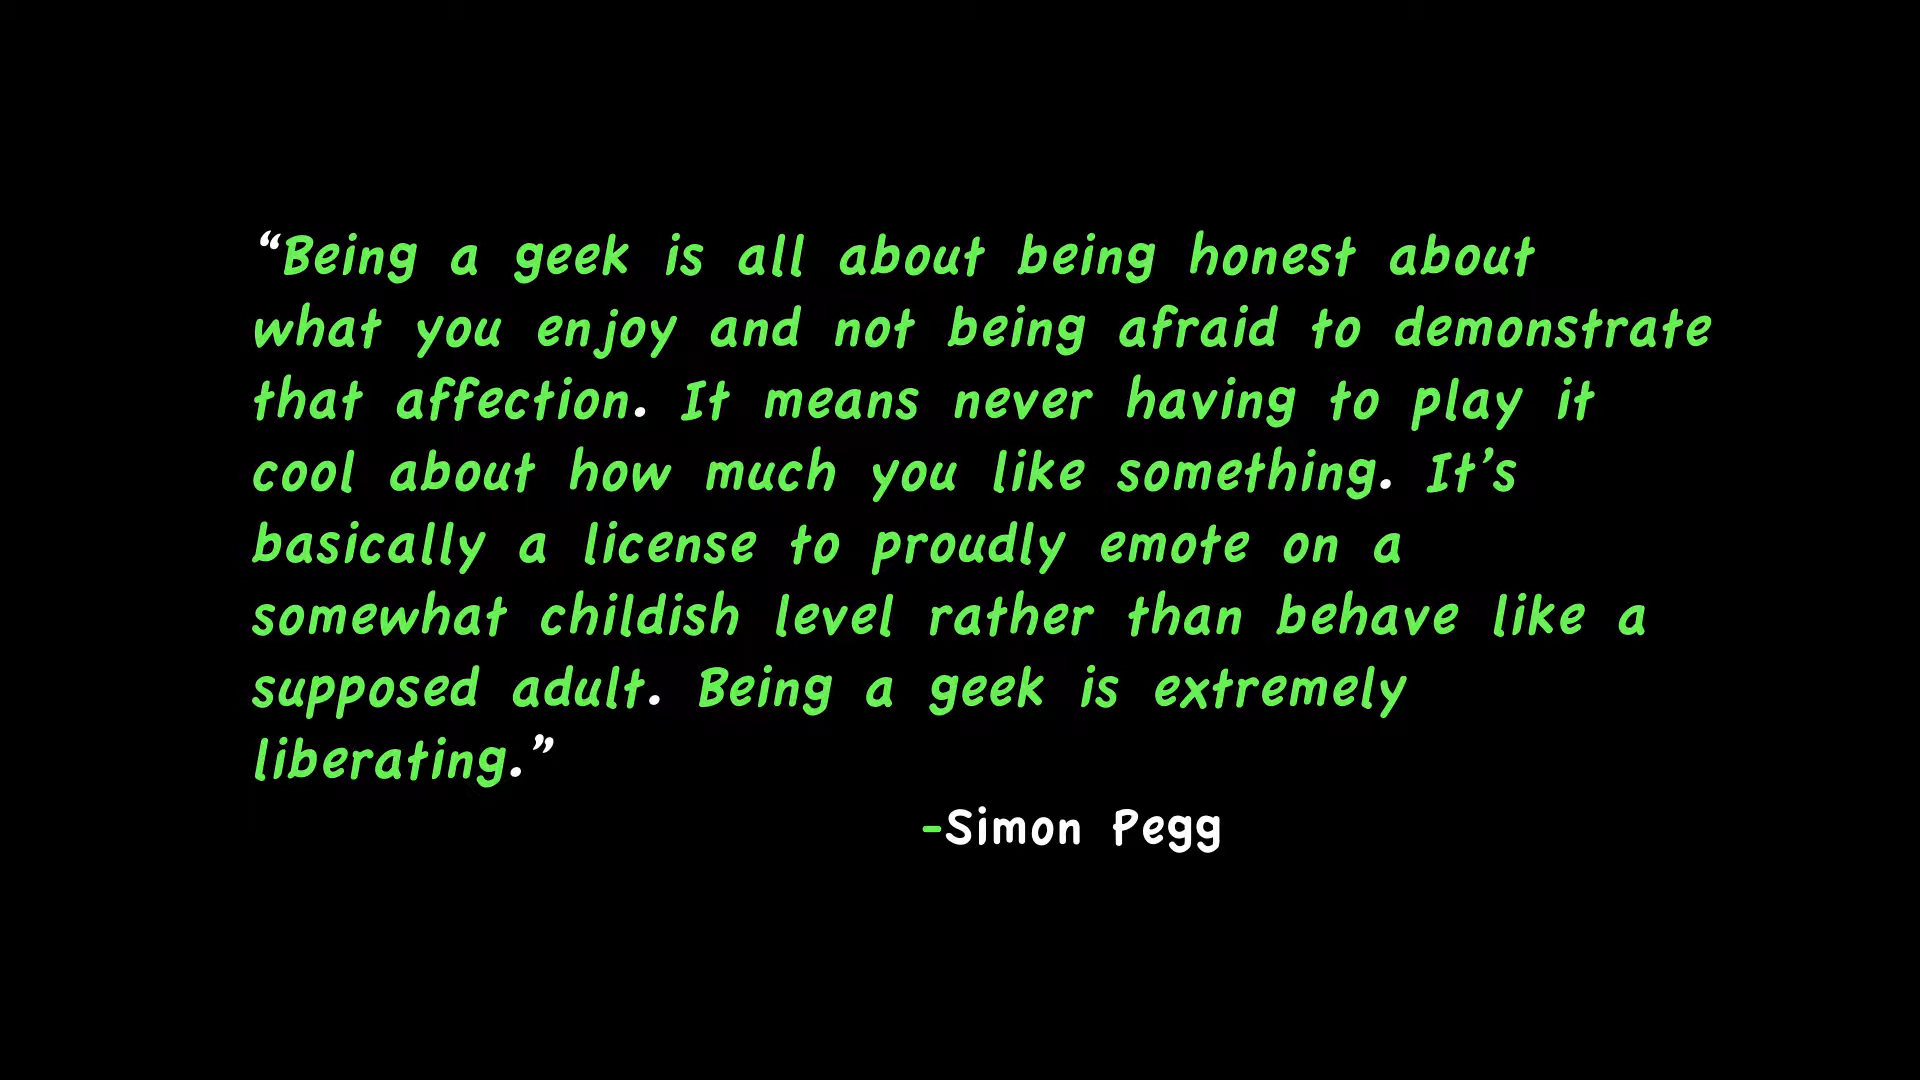 “Being a geek is all about being honest about
what you enjoy and not being afraid to demonstrate
that affection. It means never having to play it
cool about how much you like something. It’s
basically a license to proudly emote on a
somewhat childish level rather than behave like a
supposed adult. Being a geek is extremely
liberating.”
-Simon Pegg